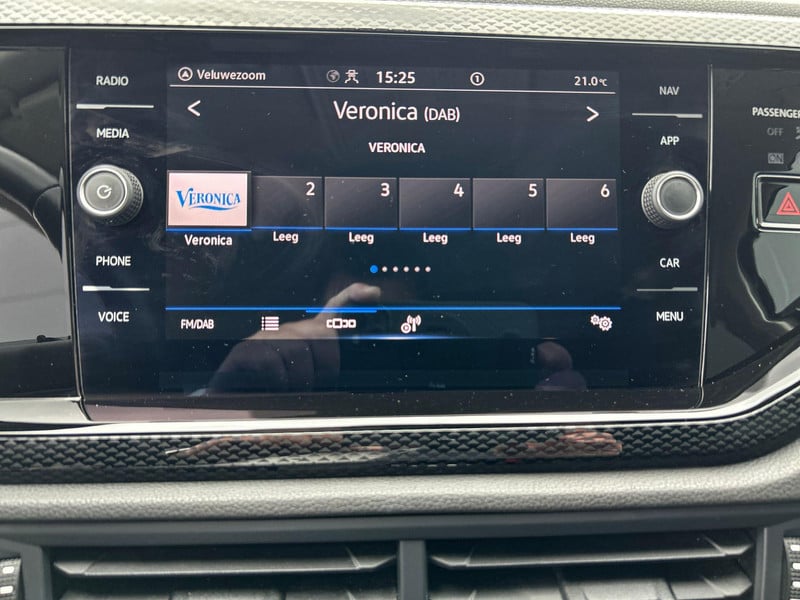 RADIO
MEDIA
PHONE
VOICE
Veluwezoom 15:25 1 21.0°C
< Veronica (DAB) >
VERONICA
VERONICA 2 3 4 5 6
Veronica Leeg Leeg Leeg Leeg Leeg
FM/DAB
NAV
APP
CAR
MENU
PASSENGER
OFF
ON